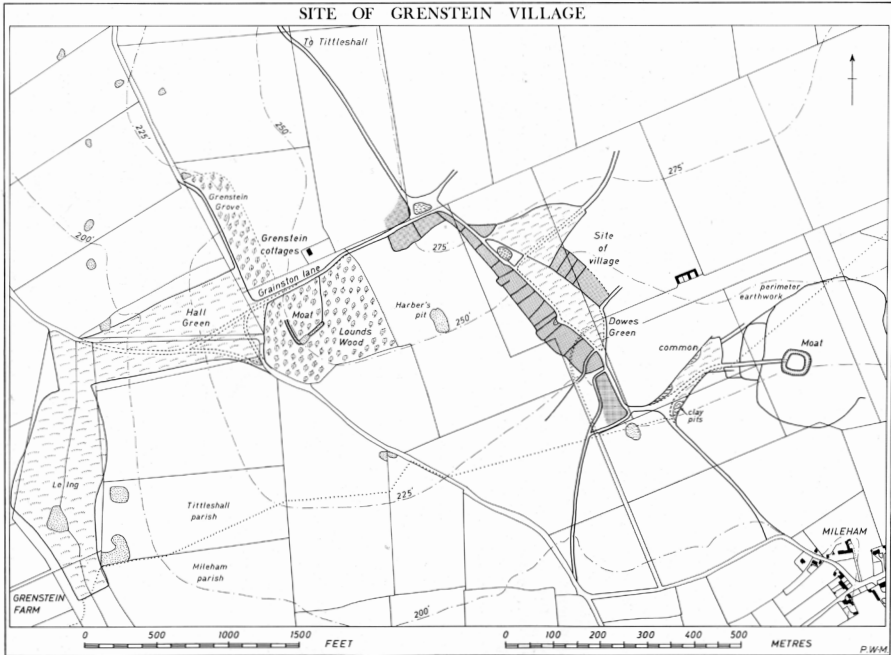 SITE OF GRENSTEIN VILLAGE
To Tittleshall
225'
250'
275'
Grenstein
Grove
200'
Grenstein
cottages
275'
Site
of
village
Grainston lane
perimeter
earthwork
Hall
Green
Moat
Harber's
pit
250'
Lounds
Wood
Dowes
Green
common
Moat
clay
pits
Le Ing
225'
Tittleshall
parish
Mileham
parish
MILEHAM
GRENSTEIN
FARM
200'
0 500 1000 1500 FEET
0 100 200 300 400 500 METRES
P.W-M.